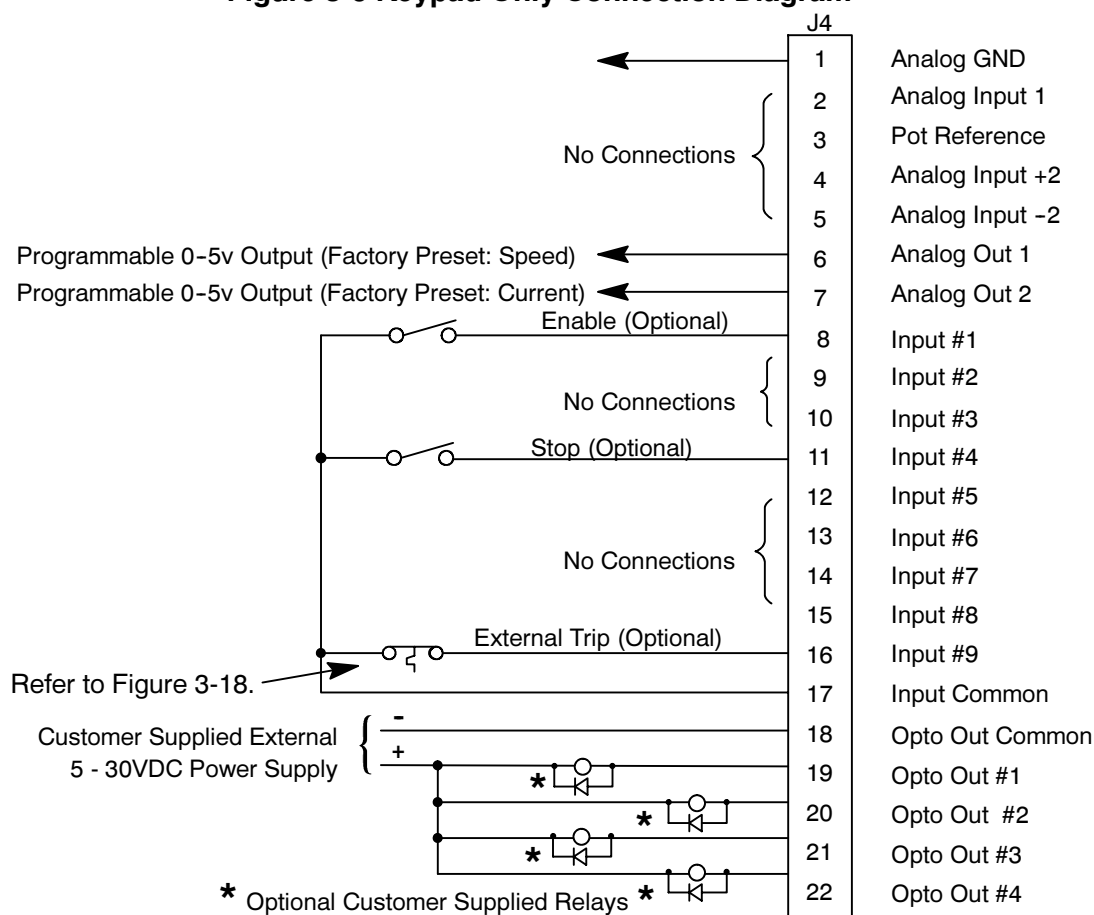 Figure 3-8 Keypad Only Connection Diagram
J4
1 Analog GND
2 Analog Input 1
3 Pot Reference
No Connections
4 Analog Input +2
5 Analog Input -2
Programmable 0-5v Output (Factory Preset: Speed) 6 Analog Out 1
Programmable 0-5v Output (Factory Preset: Current) 7 Analog Out 2
Enable (Optional) 8 Input #1
9 Input #2
No Connections
10 Input #3
Stop (Optional) 11 Input #4
12 Input #5
13 Input #6
No Connections
14 Input #7
15 Input #8
External Trip (Optional) 16 Input #9
Refer to Figure 3-18.
17 Input Common
-
Customer Supplied External 18 Opto Out Common
+
5 - 30VDC Power Supply 19 Opto Out #1
*
20 Opto Out #2
*
21 Opto Out #3
*
22 Opto Out #4
* Optional Customer Supplied Relays *